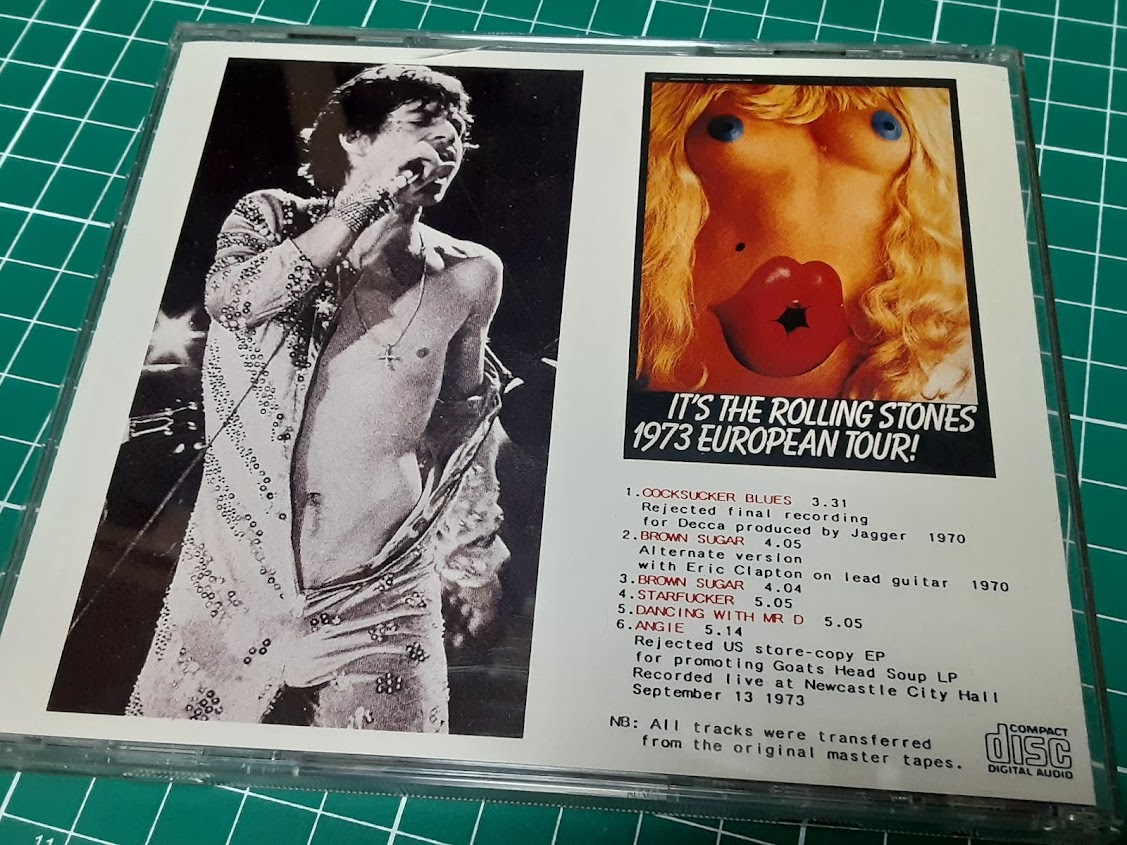 IT'S THE ROLLING STONES
1973 EUROPEAN TOUR!
1.COCKSUCKER BLUES 3.31
Rejected final recording
for Decca produced by Jagger 1970
2.BROWN SUGAR 4.05
Alternate version
with Eric Clapton on lead guitar 1970
3.BROWN SUGAR 4.04
4.STARFUCKER 5.05
5.DANCING WITH MR D 5.05
6.ANGIE 5.14
Rejected US store-copy EP
for promoting Goats Head Soup LP
Recorded live at Newcastle City Hall
September 13 1973
NB: All tracks were transferred
from the original master tapes.
COMPACT
disc
DIGITAL AUDIO
11